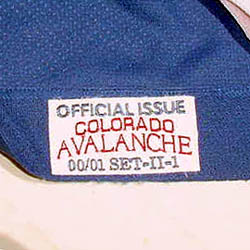 OFFICIAL ISSUE
COLORADO
AVALANCHE
00/01 SET-II-1